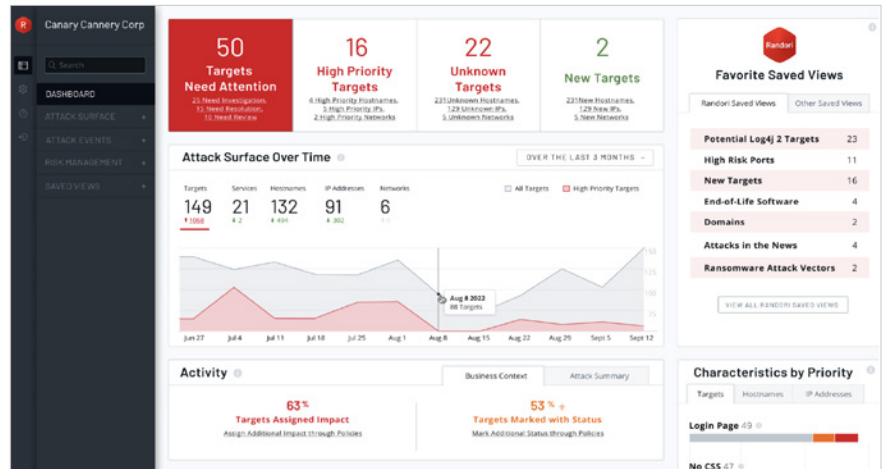 R
Canary Cannery Corp
Search
DASHBOARD
ATTACK SURFACE +
ATTACK EVENTS +
RISK MANAGEMENT +
SAVED VIEWS +
50
Targets
Need Attention
25 Need Investigation,
15 Need Resolution,
10 Need Review
16
High Priority
Targets
4 High Priority Hostnames,
5 High Priority IPs,
2 High Priority Networks
22
Unknown
Targets
231 Unknown Hostnames,
129 Unknown IPs,
5 Unknown Networks
2
New Targets
231 New Hostnames,
129 New IPs,
5 New Networks
Attack Surface Over Time
OVER THE LAST 3 MONTHS
Targets Services Hostnames IP Addresses Networks
149 21 132 91 6
2
All Targets High Priority Targets
150
125
100
75
Aug 8 2022
88 Targets
Jun 27 Jul 4 Jul 11 Jul 18 Jul 25 Aug 1 Aug 8 Aug 15 Aug 22 Aug 29 Sept 5 Sept 12
Activity
Business Context Attack Summary
63%
Targets Assigned Impact
Assign Additional Impact through Policies
53%
Targets Marked with Status
Mark Additional Status through Policies
Randori
Favorite Saved Views
Randori Saved Views Other Saved Views
Potential Log4j 2 Targets 23
High Risk Ports 11
New Targets 16
End-of-Life Software 4
Domains 2
Attacks in the News 4
Ransomware Attack Vectors 2
VIEW ALL RANDORI SAVED VIEWS
Characteristics by Priority
Targets Hostnames IP Addresses
Login Page 49
No CSS 47